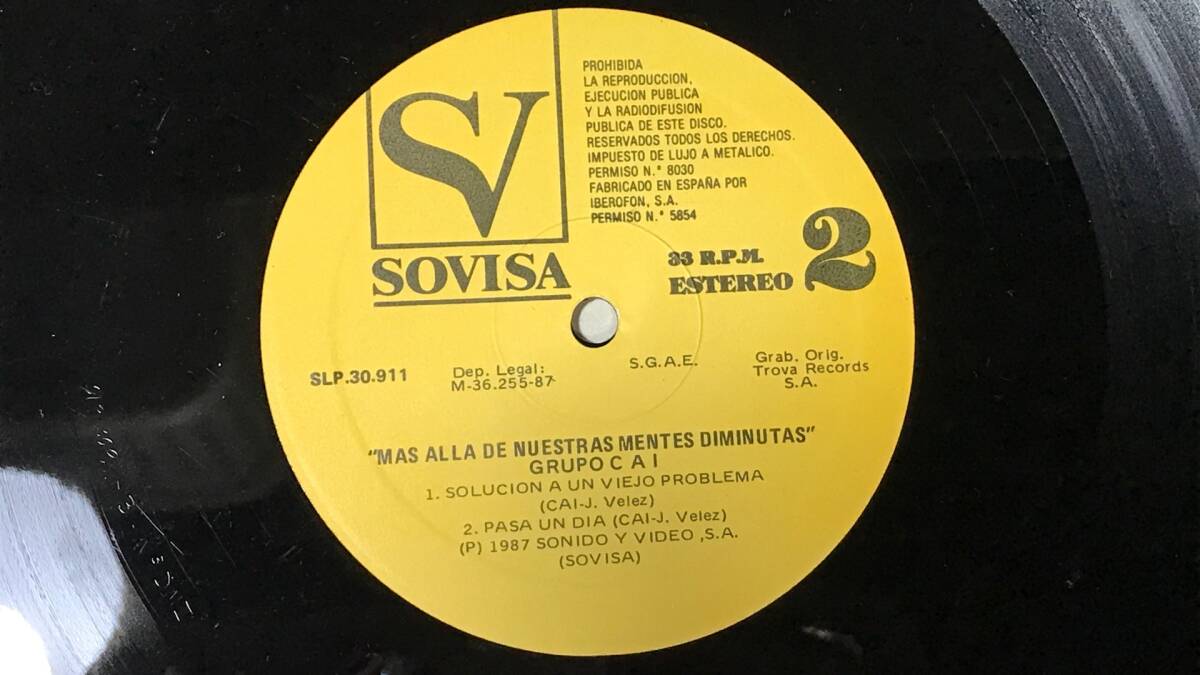 SV
SOVISA
PROHIBIDA
LA REPRODUCCION,
EJECUCION PUBLICA
Y LA RADIODIFUSION
PUBLICA DE ESTE DISCO.
RESERVADOS TODOS LOS DERECHOS.
IMPUESTO DE LUJO A METALICO.
PERMISO N.° 8030
FABRICADO EN ESPAÑA POR
IBEROFON, S.A.
PERMISO N.° 5854
33 R.P.M.
ESTEREO
2
SLP.30.911
Dep. Legal:
M-36.255-87
S.G.A.E.
Grab. Orig.
Trova Records
S.A.
"MAS ALLA DE NUESTRAS MENTES DIMINUTAS"
GRUPO C A I
1. SOLUCION A UN VIEJO PROBLEMA
(CAI-J. Velez)
2. PASA UN DIA (CAI-J. Velez)
(P) 1987 SONIDO Y VIDEO ,S.A.
(SOVISA)